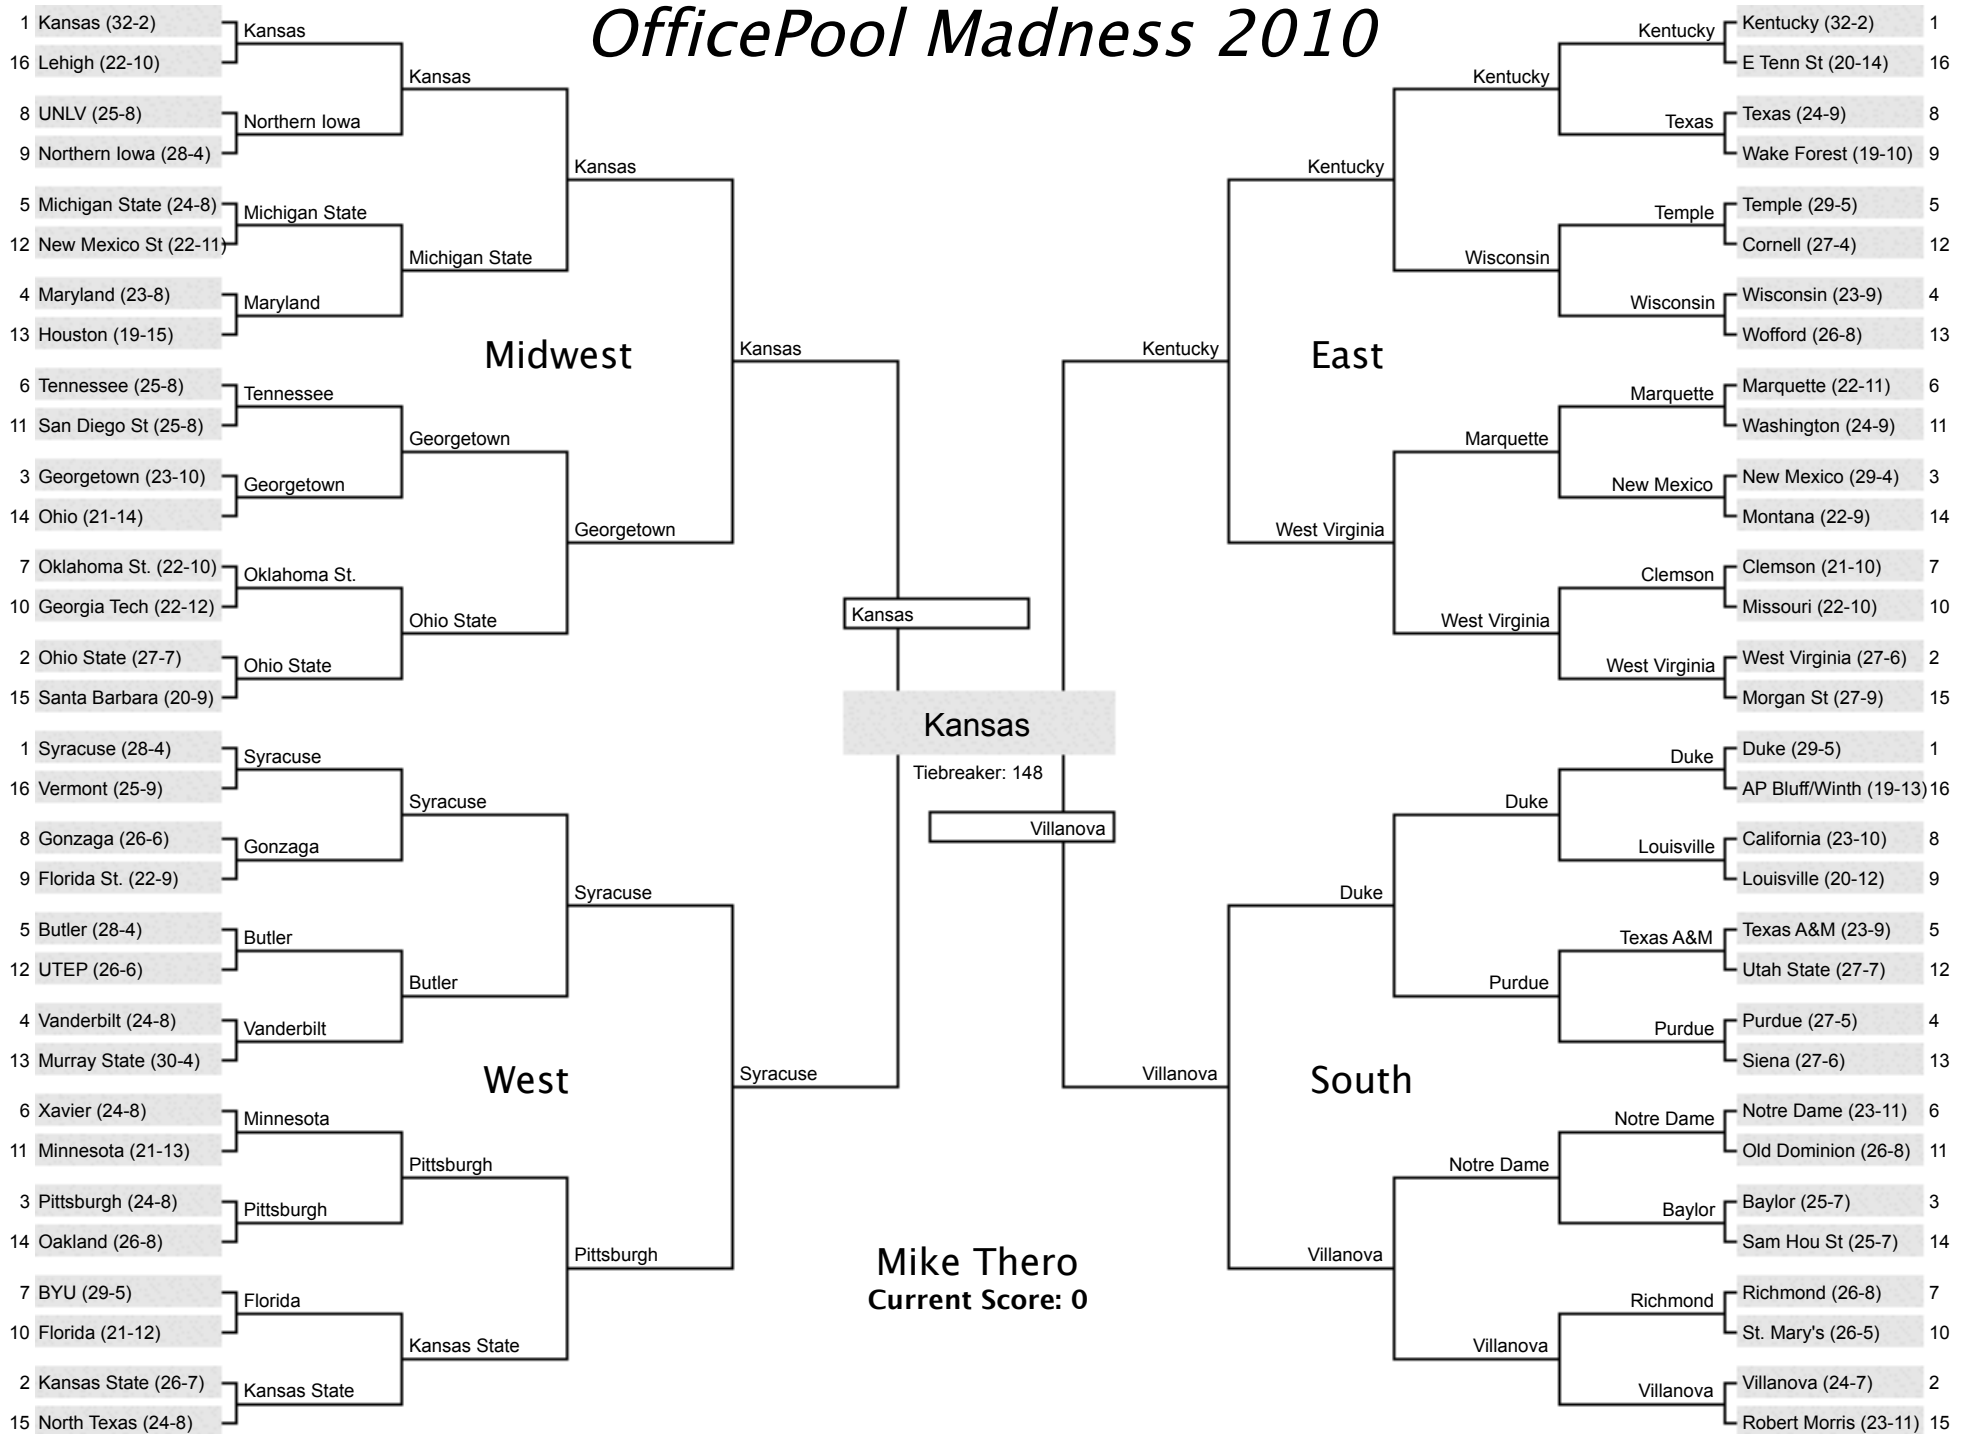 OfficePool Madness 2010
1 Kansas (32-2)
16 Lehigh (22-10)
8 UNLV (25-8)
9 Northern Iowa (28-4)
5 Michigan State (24-8)
12 New Mexico St (22-11)
4 Maryland (23-8)
13 Houston (19-15)
6 Tennessee (25-8)
11 San Diego St (25-8)
3 Georgetown (23-10)
14 Ohio (21-14)
7 Oklahoma St. (22-10)
10 Georgia Tech (22-12)
2 Ohio State (27-7)
15 Santa Barbara (20-9)
Kansas
Northern Iowa
Michigan State
Maryland
Tennessee
Georgetown
Oklahoma St.
Ohio State
Kansas
Michigan State
Georgetown
Ohio State
Kansas
Georgetown
Kansas
Midwest
1 Syracuse (28-4)
16 Vermont (25-9)
8 Gonzaga (26-6)
9 Florida St. (22-9)
5 Butler (28-4)
12 UTEP (26-6)
4 Vanderbilt (24-8)
13 Murray State (30-4)
6 Xavier (24-8)
11 Minnesota (21-13)
3 Pittsburgh (24-8)
14 Oakland (26-8)
7 BYU (29-5)
10 Florida (21-12)
2 Kansas State (26-7)
15 North Texas (24-8)
Syracuse
Gonzaga
Butler
Vanderbilt
Minnesota
Pittsburgh
Florida
Kansas State
Syracuse
Butler
Pittsburgh
Kansas State
Syracuse
Pittsburgh
Syracuse
West
Kansas
Kansas
Tiebreaker: 148
Villanova
Mike Thero
Current Score: 0
Kentucky (32-2) 1
E Tenn St (20-14) 16
Texas (24-9) 8
Wake Forest (19-10) 9
Temple (29-5) 5
Cornell (27-4) 12
Wisconsin (23-9) 4
Wofford (26-8) 13
Marquette (22-11) 6
Washington (24-9) 11
New Mexico (29-4) 3
Montana (22-9) 14
Clemson (21-10) 7
Missouri (22-10) 10
West Virginia (27-6) 2
Morgan St (27-9) 15
Kentucky
Texas
Temple
Wisconsin
Marquette
New Mexico
Clemson
West Virginia
Kentucky
Wisconsin
Marquette
West Virginia
Kentucky
West Virginia
Kentucky
East
Duke (29-5) 1
AP Bluff/Winth (19-13) 16
California (23-10) 8
Louisville (20-12) 9
Texas A&M (23-9) 5
Utah State (27-7) 12
Purdue (27-5) 4
Siena (27-6) 13
Notre Dame (23-11) 6
Old Dominion (26-8) 11
Baylor (25-7) 3
Sam Hou St (25-7) 14
Richmond (26-8) 7
St. Mary's (26-5) 10
Villanova (24-7) 2
Robert Morris (23-11) 15
Duke
Louisville
Texas A&M
Purdue
Notre Dame
Baylor
Richmond
Villanova
Duke
Purdue
Notre Dame
Villanova
Duke
Villanova
Villanova
South